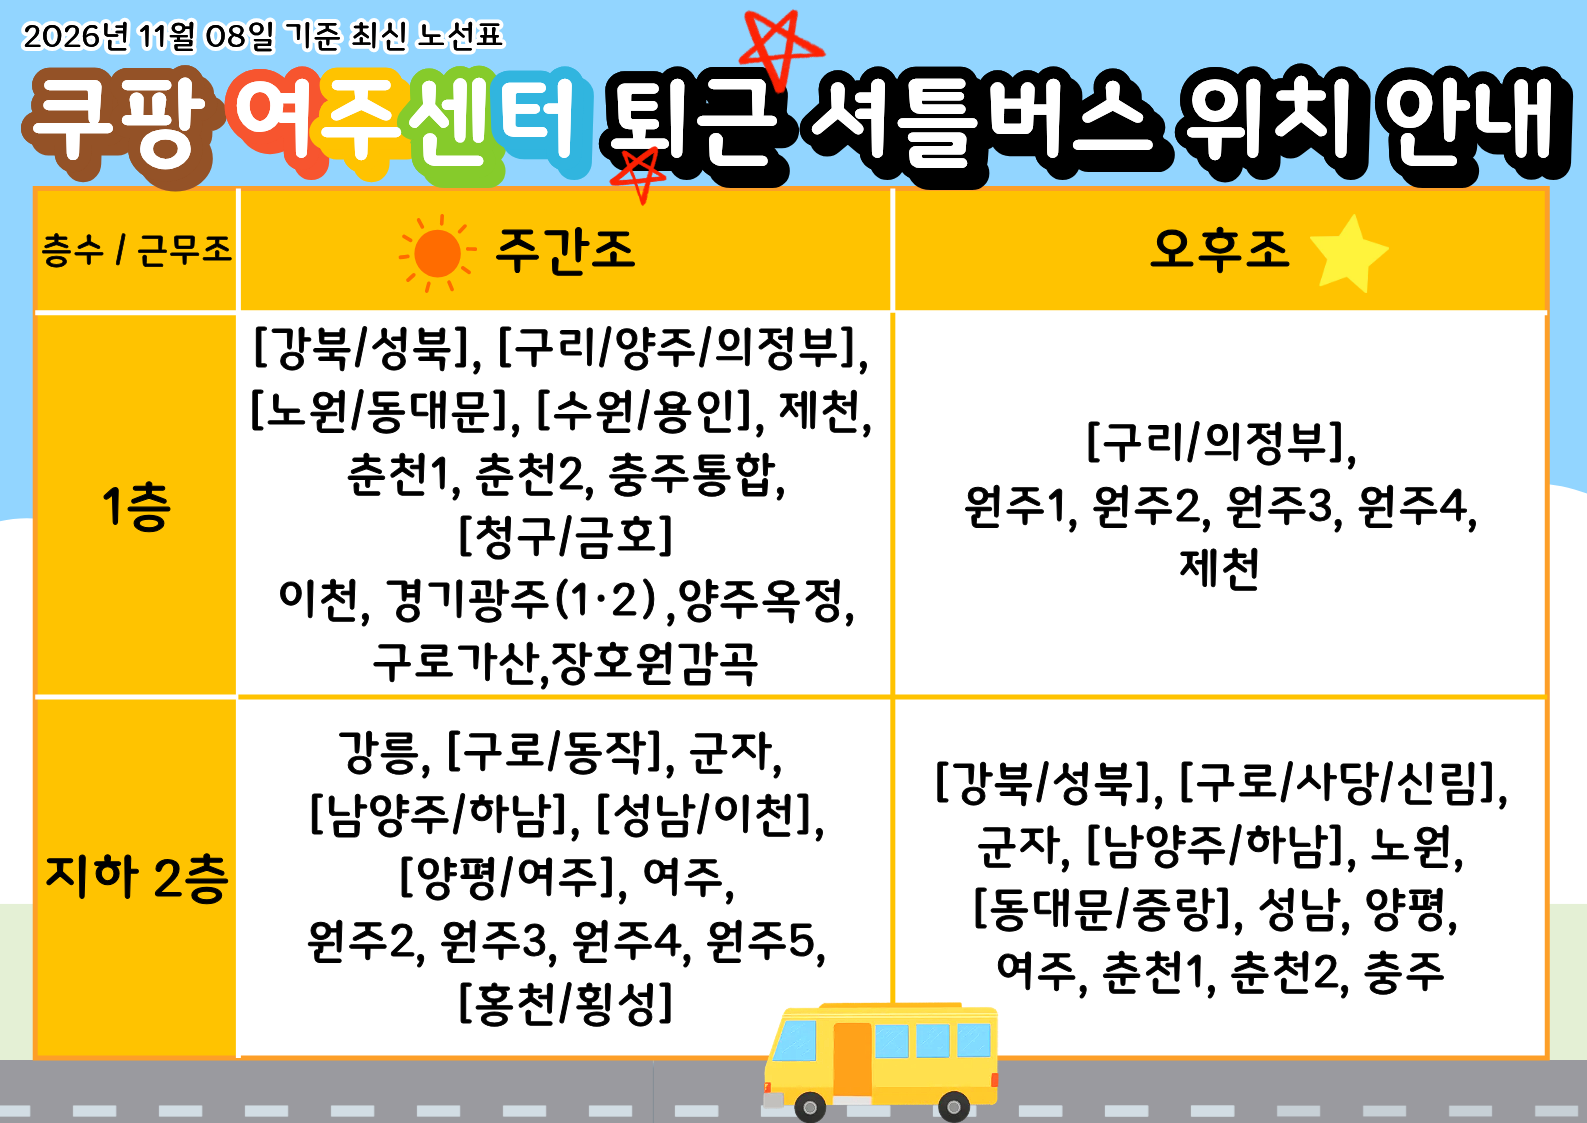 2026년 11월 08일 기준 최신 노선표
쿠팡 여주센터 퇴근 셔틀버스 위치 안내
층수 / 근무조
주간조
오후조
1층
[강북/성북], [구리/양주/의정부],
[노원/동대문], [수원/용인], 제천,
춘천1, 춘천2, 충주통합,
[청구/금호]
이천, 경기광주(1·2),양주옥정,
구로가산,장호원감곡
[구리/의정부],
원주1, 원주2, 원주3, 원주4,
제천
지하 2층
강릉, [구로/동작], 군자,
[남양주/하남], [성남/이천],
[양평/여주], 여주,
원주2, 원주3, 원주4, 원주5,
[홍천/횡성]
[강북/성북], [구로/사당/신림],
군자, [남양주/하남], 노원,
[동대문/중랑], 성남, 양평,
여주, 춘천1, 춘천2, 충주